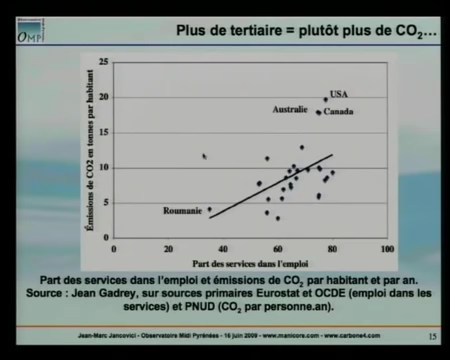 OMP
Plus de tertiaire = plutôt plus de CO2…
Émissions de CO2 en tonnes par habitant
25
20
15
10
5
0
USA
Australie
Canada
Roumanie
0
20
40
60
80
100
Part des services dans l'emploi
Part des services dans l'emploi et émissions de CO2 par habitant et par an.
Source : Jean Gadrey, sur sources primaires Eurostat et OCDE (emploi dans les
services) et PNUD (CO2 par personne.an).
Jean-Marc Jancovici - Observatoire Midi Pyrénées - 16 juin 2009 - www.manicore.com - www.carbone4.com
15